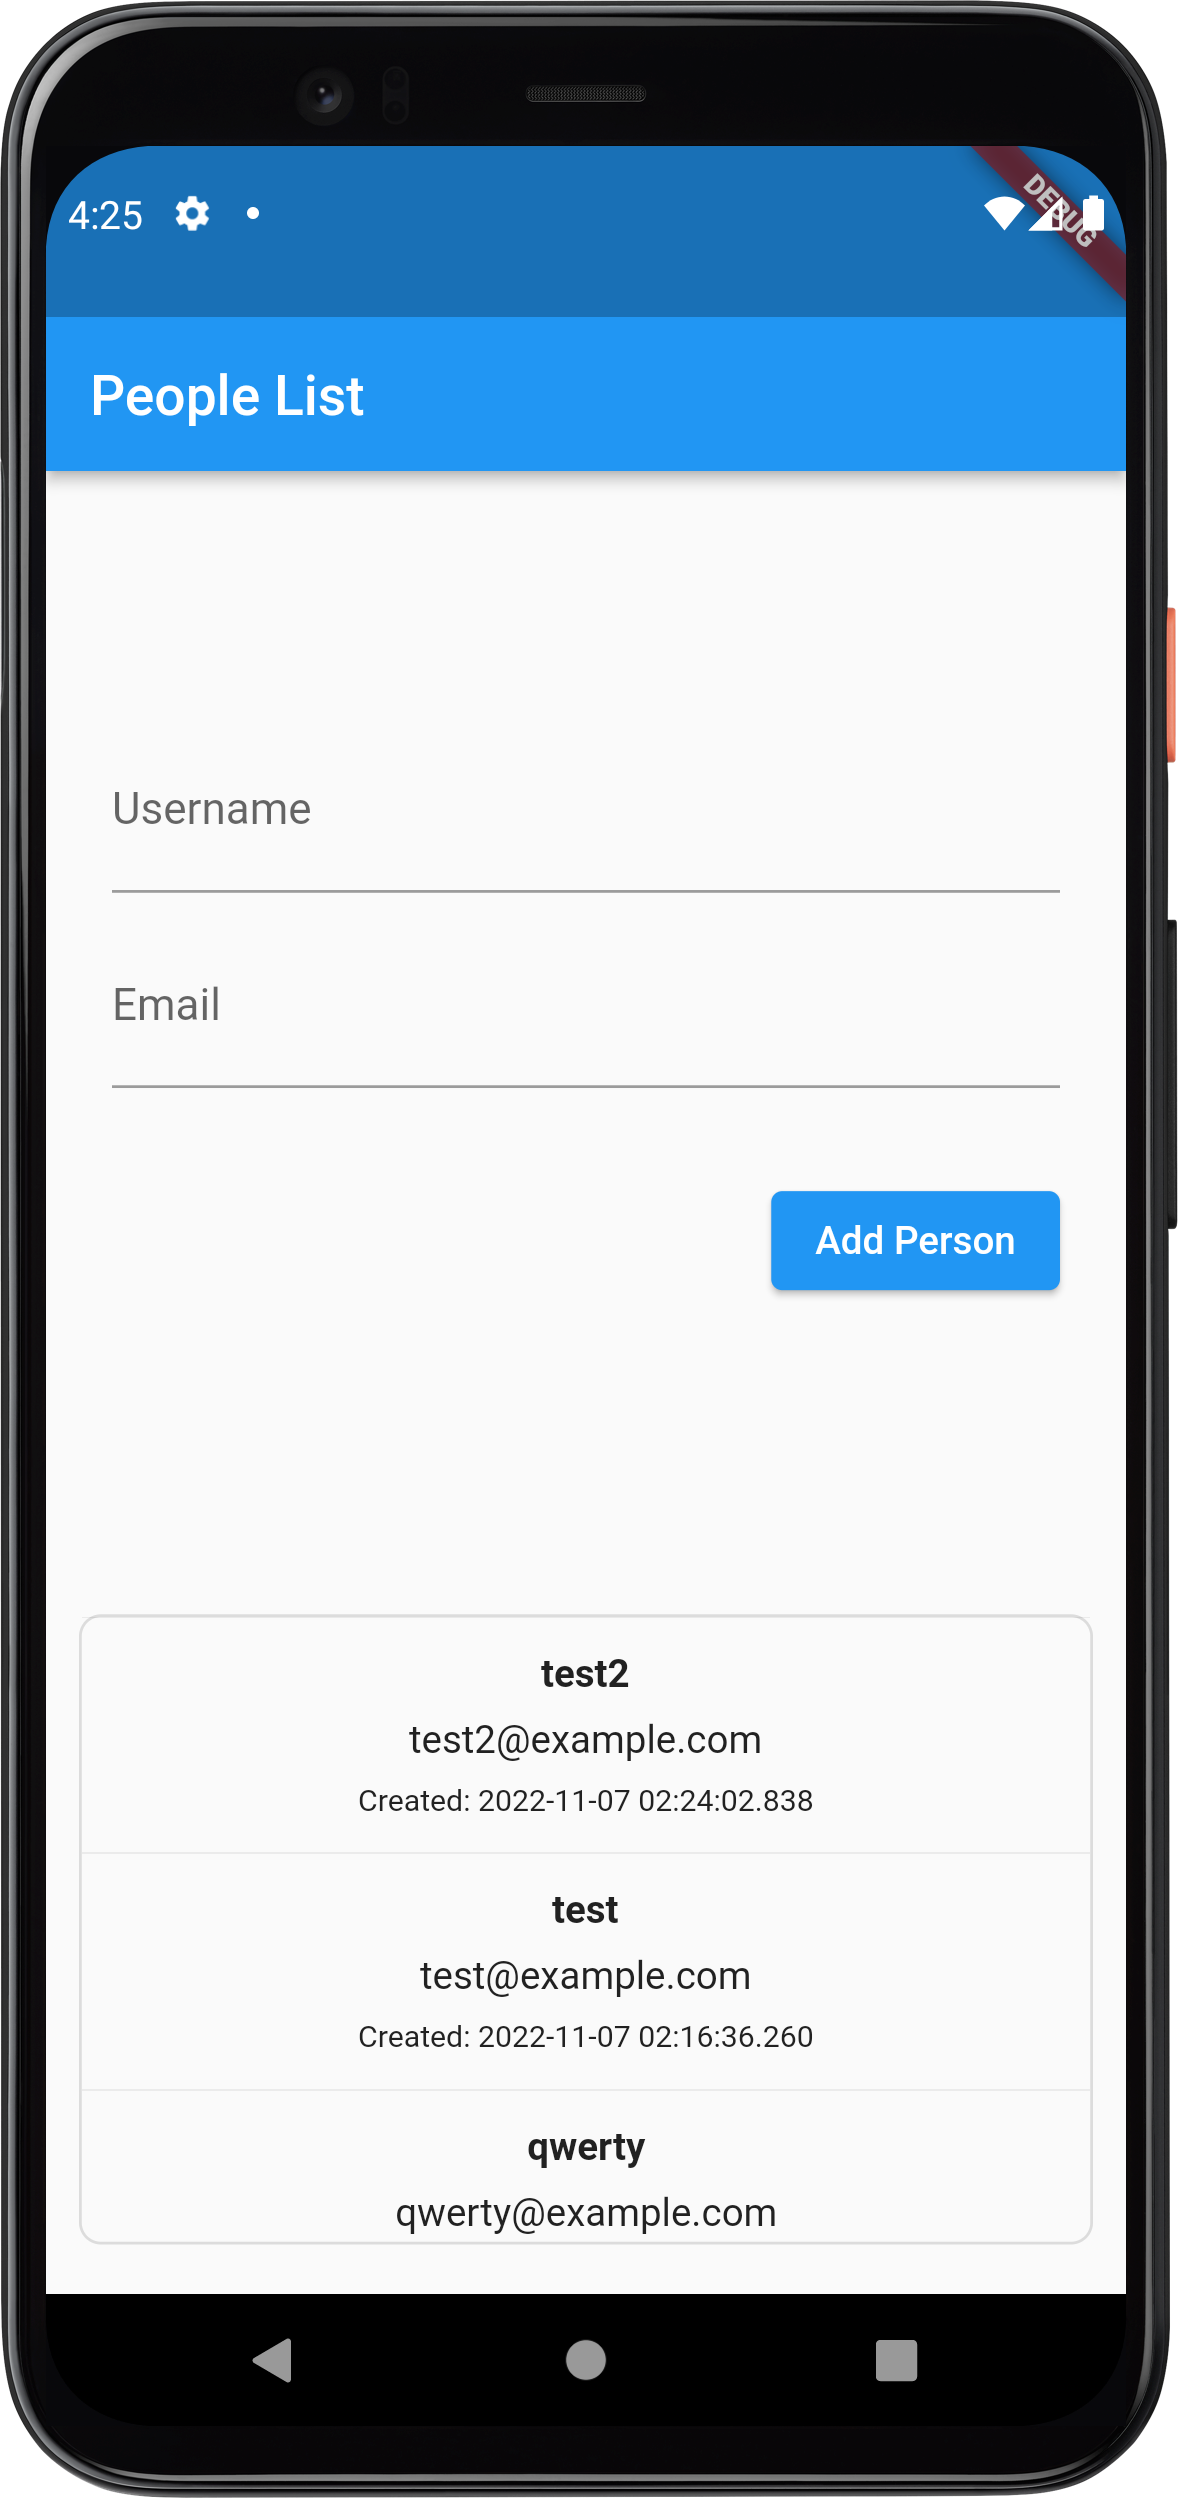 4:25
DEBUG
People List
Username
Email
Add Person
test2
test2@example.com
Created: 2022-11-07 02:24:02.838
test
test@example.com
Created: 2022-11-07 02:16:36.260
qwerty
qwerty@example.com